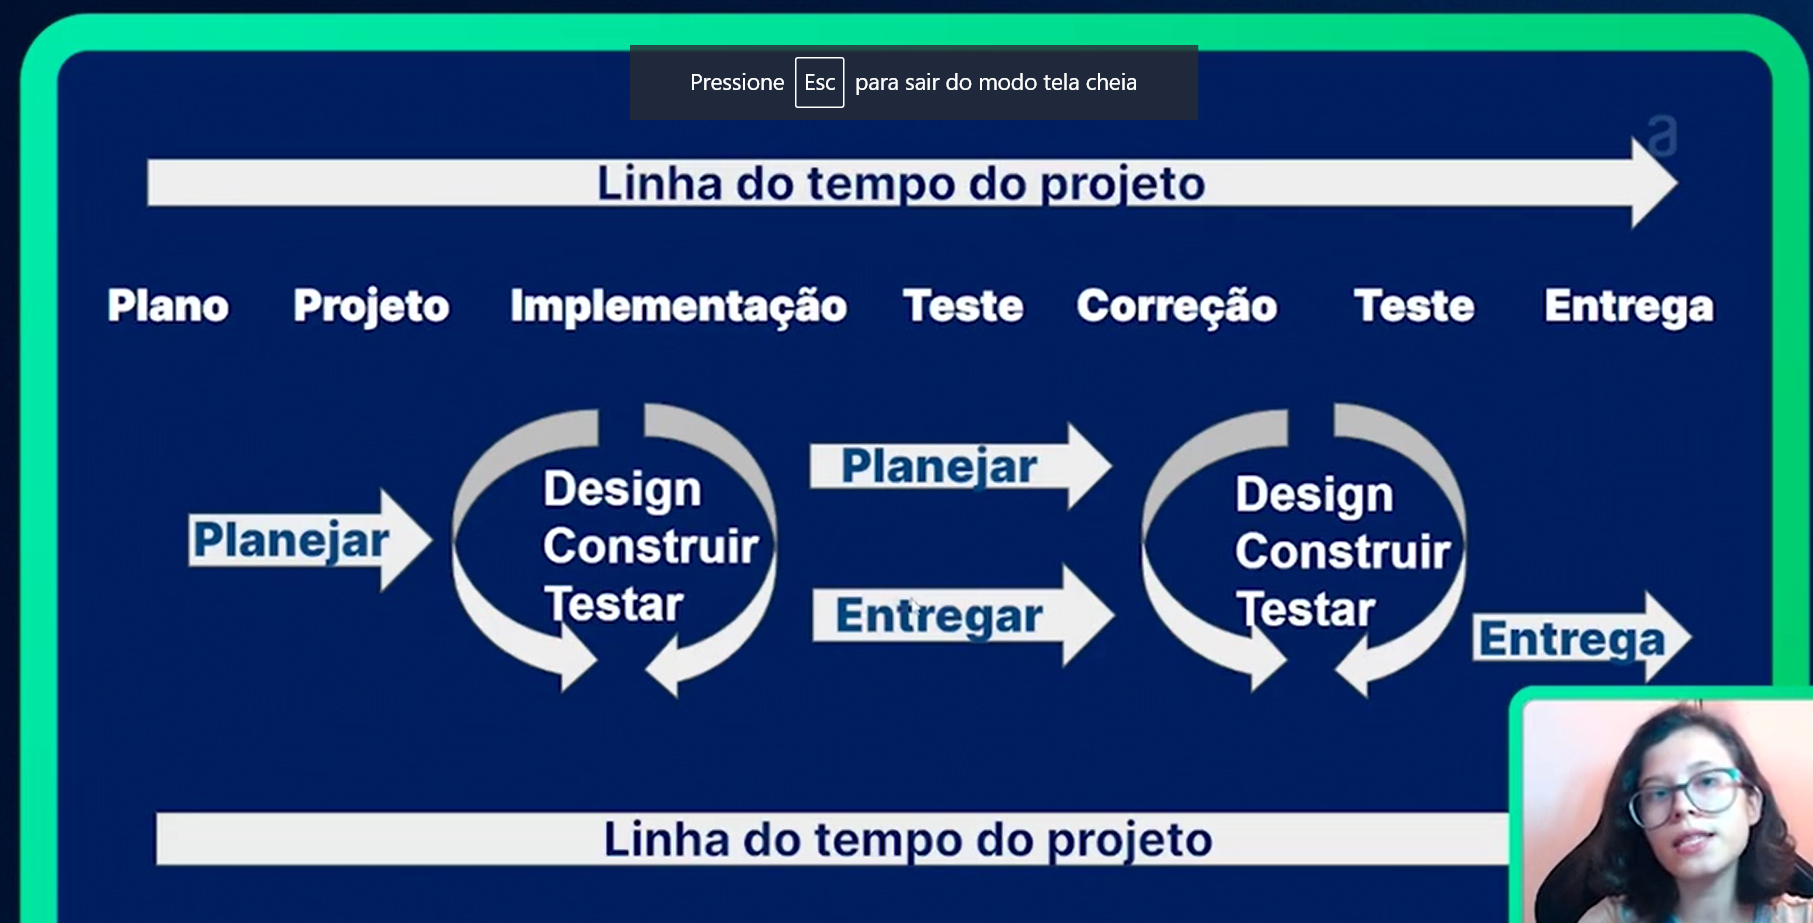 Pressione Esc para sair do modo tela cheia
a
Linha do tempo do projeto
Plano Projeto Implementação Teste Correção Teste Entrega
Planejar
Design
Construir
Testar
Planejar
Entregar
Design
Construir
Testar
Entrega
Linha do tempo do projeto